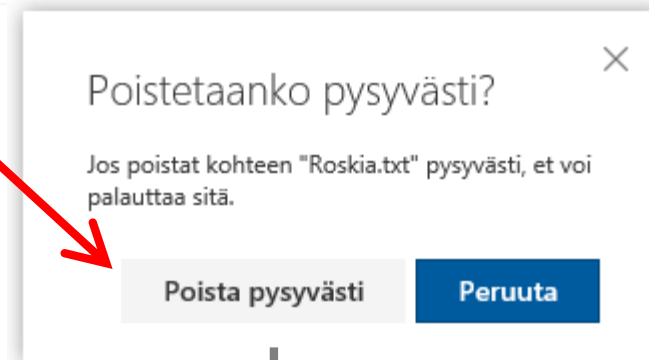 Poistetaanko pysyvästi?
Jos poistat kohteen "Roskia.txt" pysyvästi, et voi
palauttaa sitä.
Poista pysyvästi
Peruuta